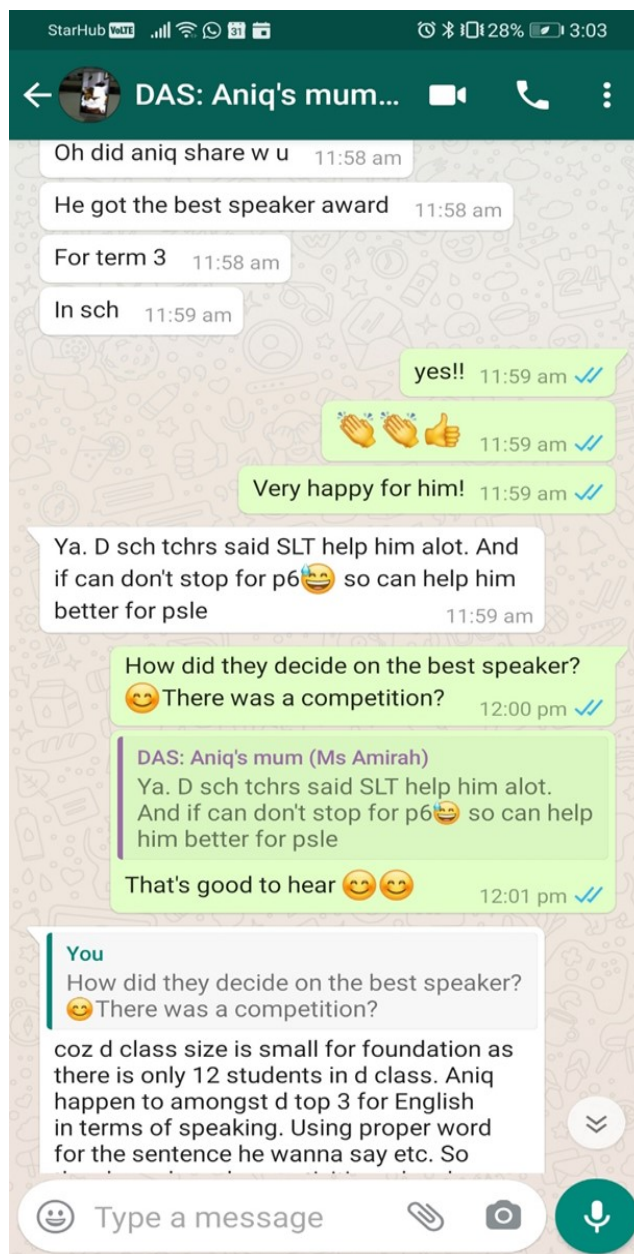 StarHub VoLTE 31 28% 3:03
DAS: Aniq's mum...
Oh did aniq share w u 11:58 am
He got the best speaker award 11:58 am
For term 3 11:58 am
In sch 11:59 am
yes!! 11:59 am
👏👏👍 11:59 am
Very happy for him! 11:59 am
Ya. D sch tchrs said SLT help him alot. And
if can don't stop for p6😅 so can help him
better for psle 11:59 am
How did they decide on the best speaker?
😊There was a competition? 12:00 pm
DAS: Aniq's mum (Ms Amirah)
Ya. D sch tchrs said SLT help him alot.
And if can don't stop for p6😅 so can help
him better for psle
That's good to hear 😊😊 12:01 pm
You
How did they decide on the best speaker?
😊There was a competition?
coz d class size is small for foundation as
there is only 12 students in d class. Aniq
happen to amongst d top 3 for English
in terms of speaking. Using proper word
for the sentence he wanna say etc. So
Type a message